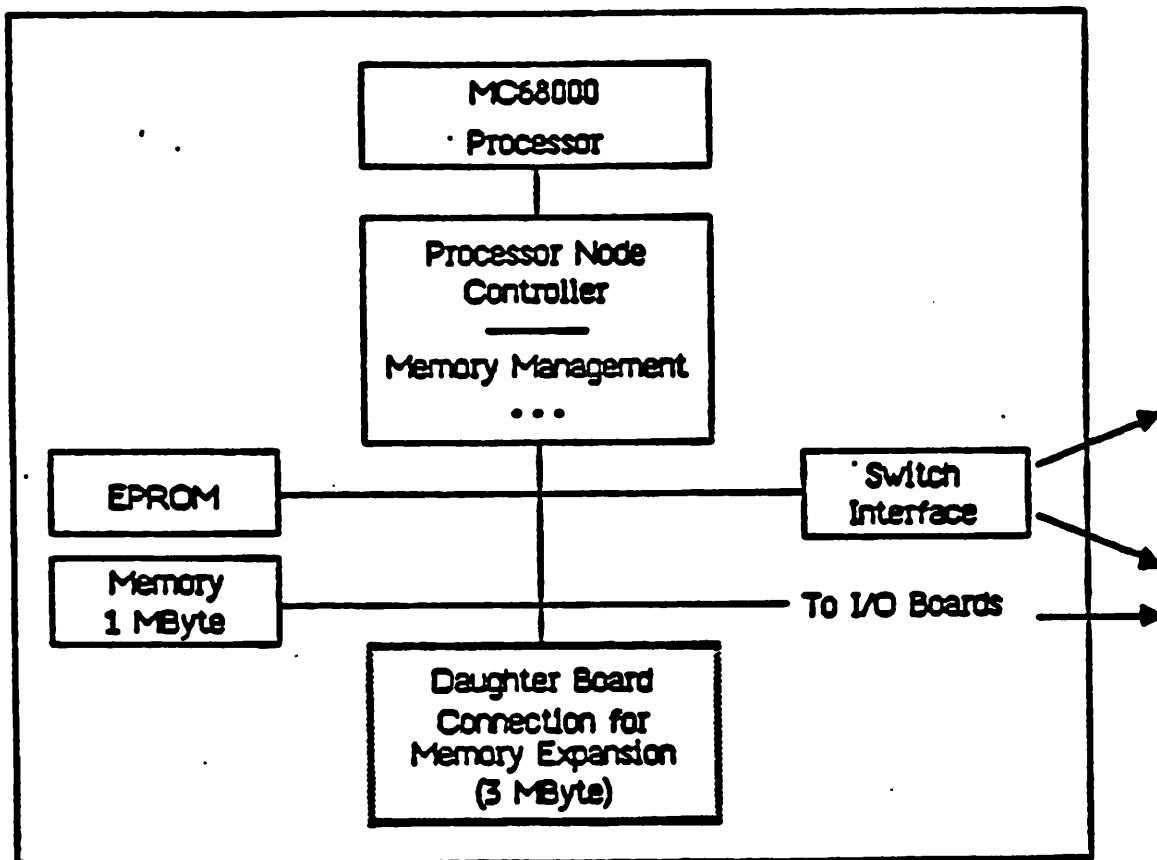 MC68000
Processor
Processor Node
Controller
Memory Management
•••
EPROM
Switch
Interface
Memory
1 MByte
To I/O Boards
Daughter Board
Connection for
Memory Expansion
(3 MByte)